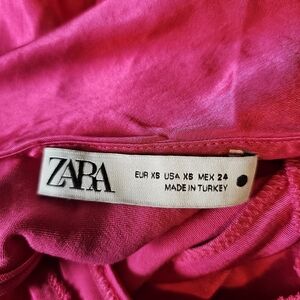 ZARA
EUR XS USA XS MEX 24
MADE IN TURKEY